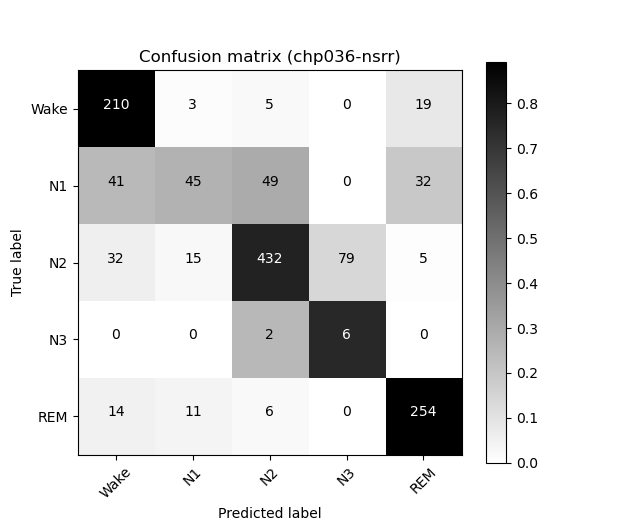 Confusion matrix (chp036-nsrr)
Wake 210 3 5 0 19
N1 41 45 49 0 32
N2 32 15 432 79 5
N3 0 0 2 6 0
REM 14 11 6 0 254
Wake N1 N2 N3 REM
True label
Predicted label
0.8
0.7
0.6
0.5
0.4
0.3
0.2
0.1
0.0